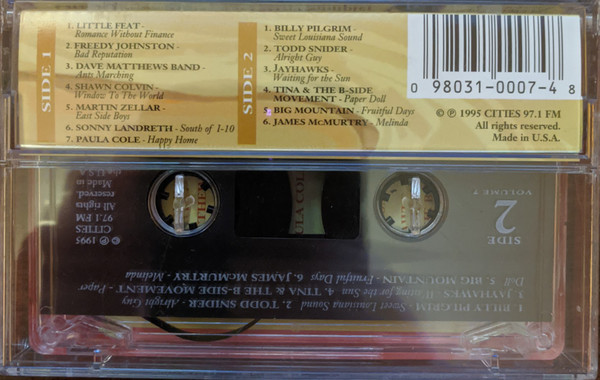 SIDE 1
1. LITTLE FEAT -
Romance Without Finance
2. FREEDY JOHNSTON -
Bad Reputation
3. DAVE MATTHEWS BAND -
Ants Marching
4. SHAWN COLVIN -
Window To The World
5. MARTIN ZELLAR -
East Side Boys
6. SONNY LANDRETH - South of I-10
7. PAULA COLE - Happy Home
SIDE 2
1. BILLY PILGRIM -
Sweet Louisiana Sound
2. TODD SNIDER -
Alright Guy
3. JAYHAWKS -
Waiting for the Sun
4. TINA & THE B-SIDE
MOVEMENT - Paper Doll
5. BIG MOUNTAIN - Fruitful Days
6. JAMES McMURTRY - Melinda
0 98031-0007-4 8
© ℗ 1995 CITIES 97.1 FM
All rights reserved.
Made in U.S.A.
1. BILLY PILGRIM - Sweet Louisiana Sound 2. TODD SNIDER - Alright Guy
3. JAYHAWKS - Waiting for the Sun 4. TINA & THE B-SIDE MOVEMENT - Paper
Doll 5. BIG MOUNTAIN - Fruitful Days 6. JAMES McMURTRY - Melinda
SIDE
2
VOLUME 7
© ℗ 1995
CITIES
97.1 FM
All rights
reserved.
Made in
the U.S.A.
THEW
ULA COL